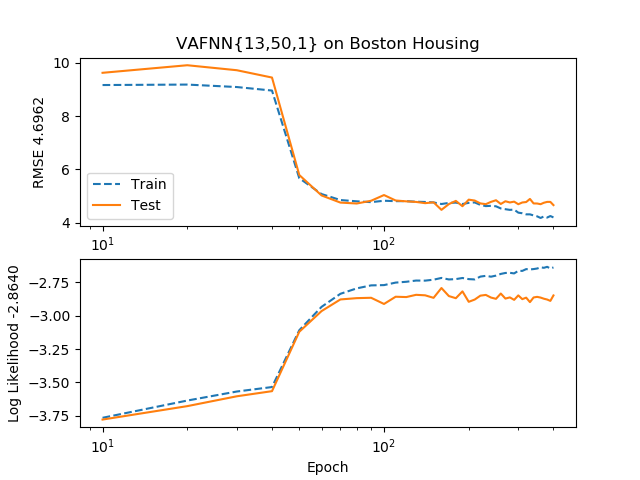 VAFNN{13,50,1} on Boston Housing
10
8
6
4
RMSE 4.6962
Train
Test
10¹
10²
−2.75
−3.00
−3.25
−3.50
−3.75
Log Likelihood -2.8640
10¹
10²
Epoch